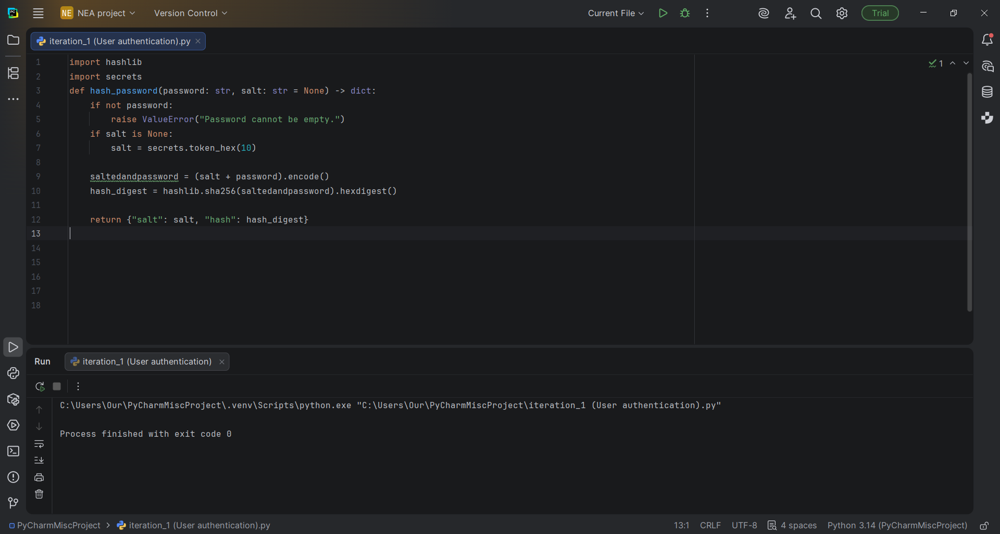 PC NE NEA project Version Control Current File Trial
iteration_1 (User authentication).py
1 import hashlib
2 import secrets
3 def hash_password(password: str, salt: str = None) -> dict:
4     if not password:
5         raise ValueError("Password cannot be empty.")
6     if salt is None:
7         salt = secrets.token_hex(10)
8
9     saltedandpassword = (salt + password).encode()
10     hash_digest = hashlib.sha256(saltedandpassword).hexdigest()
11
12     return {"salt": salt, "hash": hash_digest}
13
14
15
16
17
18
1
Run iteration_1 (User authentication)
C:\Users\Our\PyCharmMiscProject\.venv\Scripts\python.exe "C:\Users\Our\PyCharmMiscProject\iteration_1 (User authentication).py"
Process finished with exit code 0
PyCharmMiscProject > iteration_1 (User authentication).py 13:1 CRLF UTF-8 4 spaces Python 3.14 (PyCharmMiscProject)